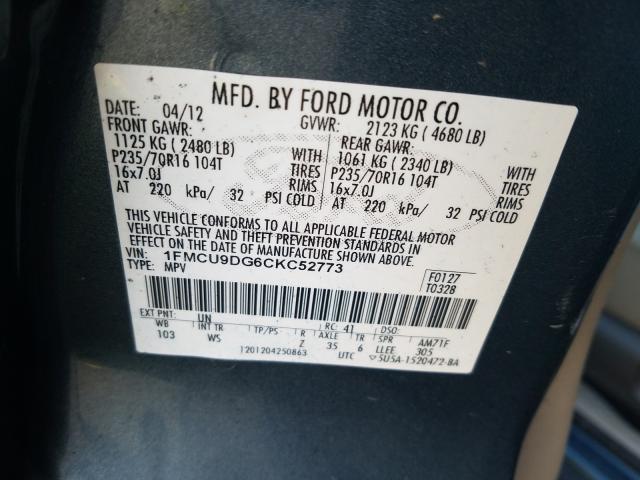 MFD. BY FORD MOTOR CO.
DATE: 04/12 GVWR: 2123 KG ( 4680 LB)
FRONT GAWR: REAR GAWR:
1125 KG ( 2480 LB) WITH 1061 KG ( 2340 LB) WITH
P235/70R16 104T TIRES P235/70R16 104T TIRES
16x7.0J RIMS 16x7.0J RIMS
AT 220 kPa/ 32 PSI COLD AT 220 kPa/ 32 PSI COLD
THIS VEHICLE CONFORMS TO ALL APPLICABLE FEDERAL MOTOR
VEHICLE SAFETY AND THEFT PREVENTION STANDARDS IN
EFFECT ON THE DATE OF MANUFACTURE SHOWN ABOVE.
VIN: 1FMCU9DG6CKC52773
TYPE: MPV
F0127
T0328
EXT PNT: UN RC: 41 DSO:
WB INT TR TP/PS R AXLE TR SPR AM71F
103 WS Z 35 6 LLEE 305
1201204250863 UTC 5U5A-1520472-BA